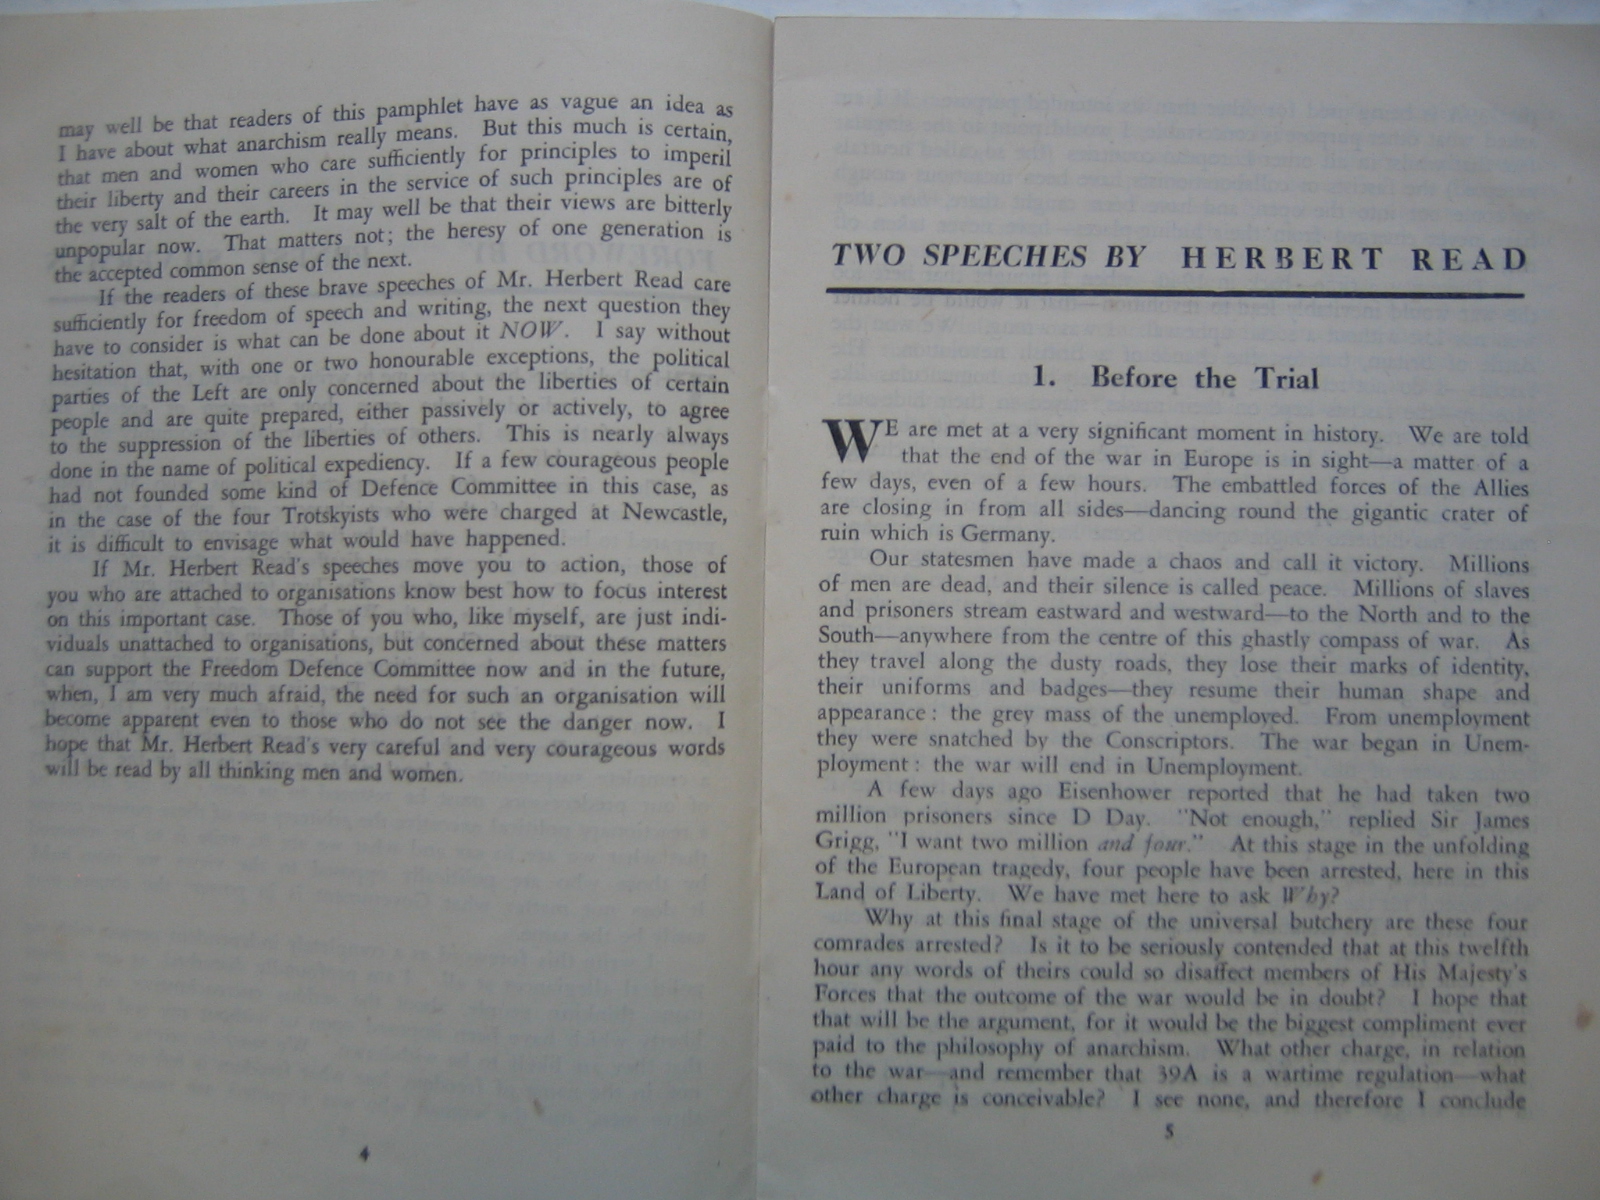 may well be that readers of this pamphlet have as vague an idea as
I have about what anarchism really means. But this much is certain,
that men and women who care sufficiently for principles to imperil
their liberty and their careers in the service of such principles are of
the very salt of the earth. It may well be that their views are bitterly
unpopular now. That matters not; the heresy of one generation is
the accepted common sense of the next.
If the readers of these brave speeches of Mr. Herbert Read care
sufficiently for freedom of speech and writing, the next question they
have to consider is what can be done about it NOW. I say without
hesitation that, with one or two honourable exceptions, the political
parties of the Left are only concerned about the liberties of certain
people and are quite prepared, either passively or actively, to agree
to the suppression of the liberties of others. This is nearly always
done in the name of political expediency. If a few courageous people
had not founded some kind of Defence Committee in this case, as
in the case of the four Trotskyists who were charged at Newcastle,
it is difficult to envisage what would have happened.
If Mr. Herbert Read's speeches move you to action, those of
you who are attached to organisations know best how to focus interest
on this important case. Those of you who, like myself, are just indi-
viduals unattached to organisations, but concerned about these matters
can support the Freedom Defence Committee now and in the future,
when, I am very much afraid, the need for such an organisation will
become apparent even to those who do not see the danger now. I
hope that Mr. Herbert Read's very careful and very courageous words
will be read by all thinking men and women.
4
TWO SPEECHES BY HERBERT READ
1. Before the Trial
WE are met at a very significant moment in history. We are told
that the end of the war in Europe is in sight—a matter of a
few days, even of a few hours. The embattled forces of the Allies
are closing in from all sides—dancing round the gigantic crater of
ruin which is Germany.
Our statesmen have made a chaos and call it victory. Millions
of men are dead, and their silence is called peace. Millions of slaves
and prisoners stream eastward and westward—to the North and to the
South—anywhere from the centre of this ghastly compass of war. As
they travel along the dusty roads, they lose their marks of identity,
their uniforms and badges—they resume their human shape and
appearance: the grey mass of the unemployed. From unemployment
they were snatched by the Conscriptors. The war began in Unem-
ployment: the war will end in Unemployment.
A few days ago Eisenhower reported that he had taken two
million prisoners since D Day. "Not enough," replied Sir James
Grigg, "I want two million and four." At this stage in the unfolding
of the European tragedy, four people have been arrested, here in this
Land of Liberty. We have met here to ask Why?
Why at this final stage of the universal butchery are these four
comrades arrested? Is it to be seriously contended that at this twelfth
hour any words of theirs could so disaffect members of His Majesty's
Forces that the outcome of the war would be in doubt? I hope that
that will be the argument, for it would be the biggest compliment ever
paid to the philosophy of anarchism. What other charge, in relation
to the war—and remember that 39A is a wartime regulation—what
other charge is conceivable? I see none, and therefore I conclude
5